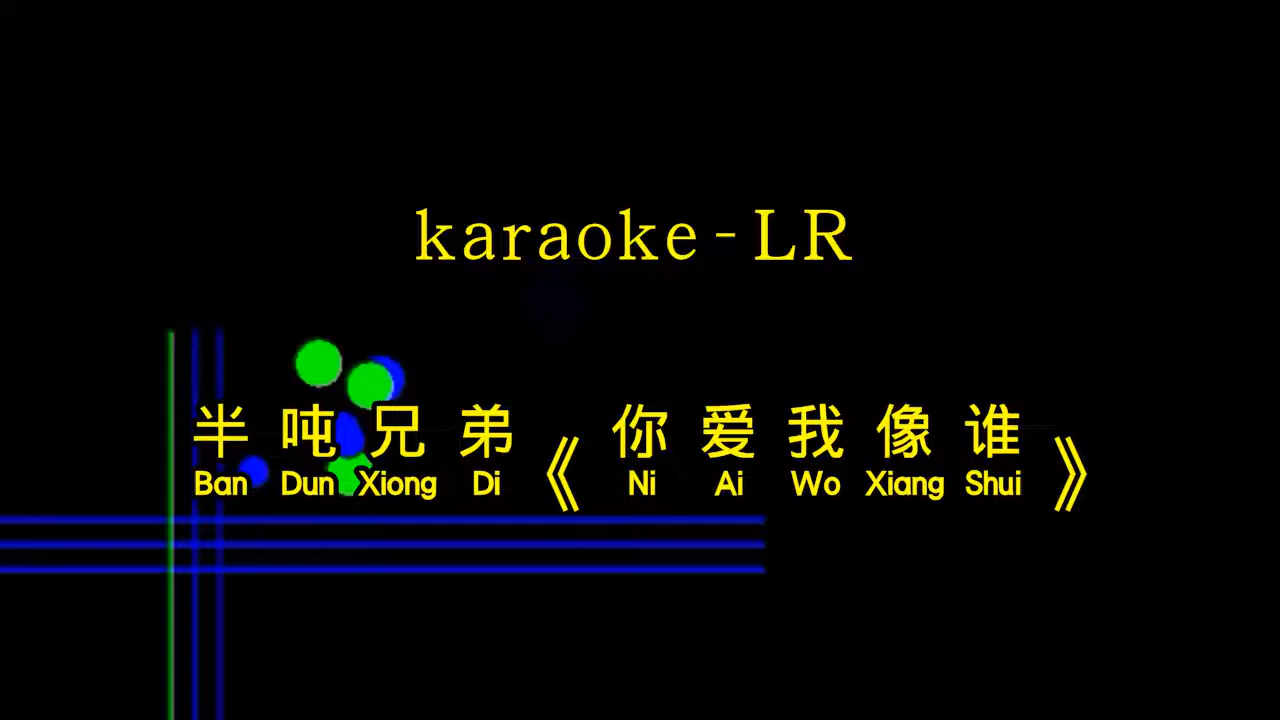 karaoke-LR
半吨兄弟《你爱我像谁》
Ban Dun Xiong Di Ni Ai Wo Xiang Shui